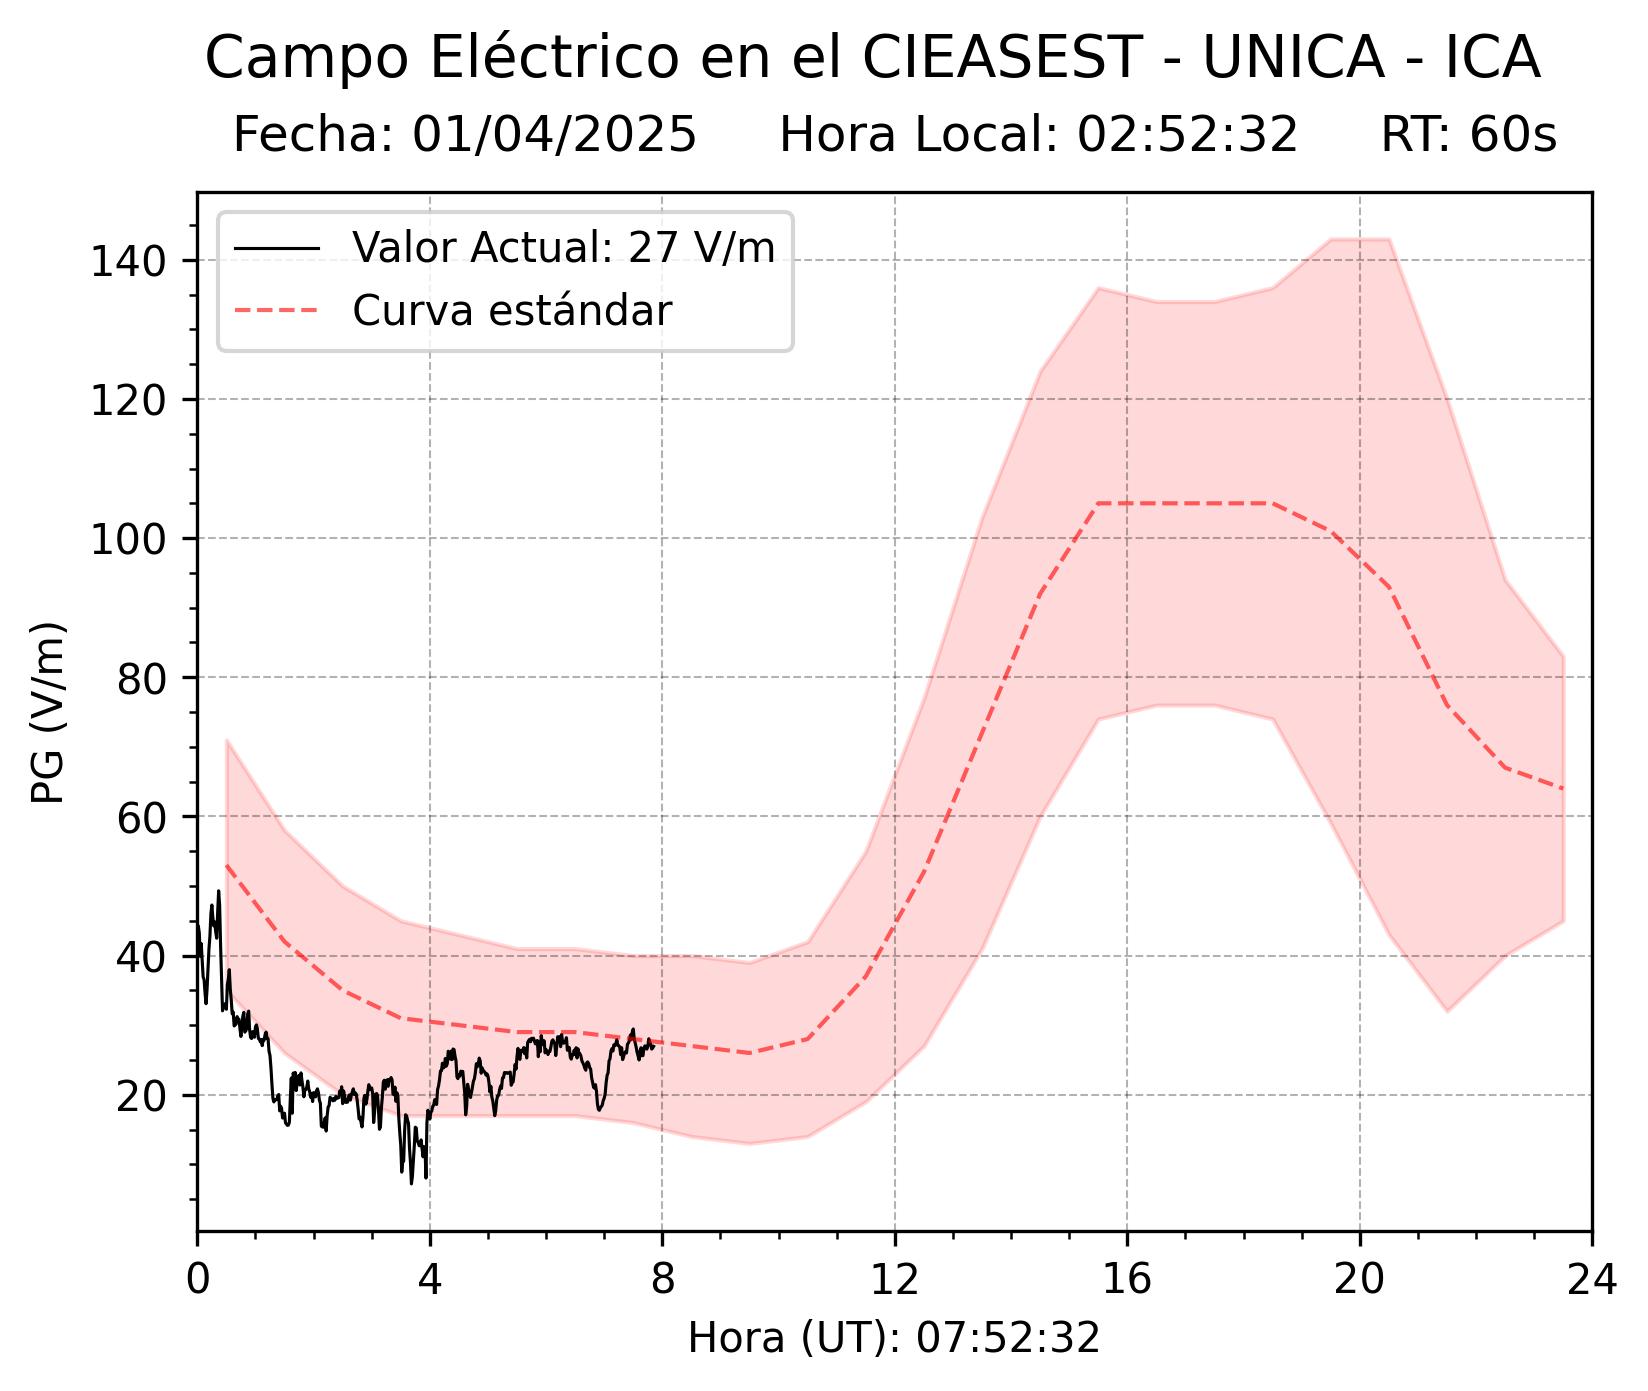 Campo Eléctrico en el CIEASEST - UNICA - ICA
Fecha: 01/04/2025 Hora Local: 02:52:32 RT: 60s
Valor Actual: 27 V/m
Curva estándar
140
120
100
80
60
40
20
PG (V/m)
0 4 8 12 16 20 24
Hora (UT): 07:52:32